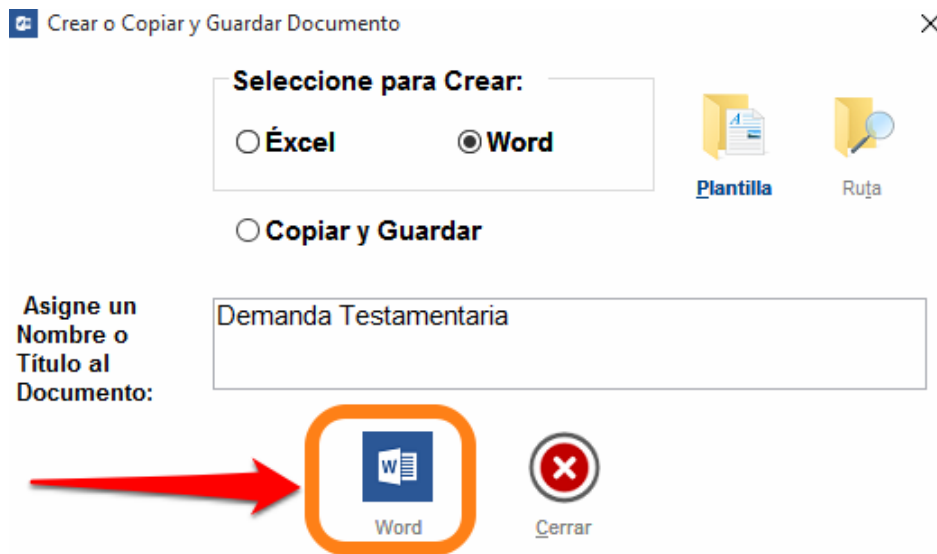 Crear o Copiar y Guardar Documento
Seleccione para Crear:
Éxcel
Word
Plantilla
Ruta
Copiar y Guardar
Asigne un
Nombre o
Título al
Documento:
Demanda Testamentaria
W
Word
Cerrar